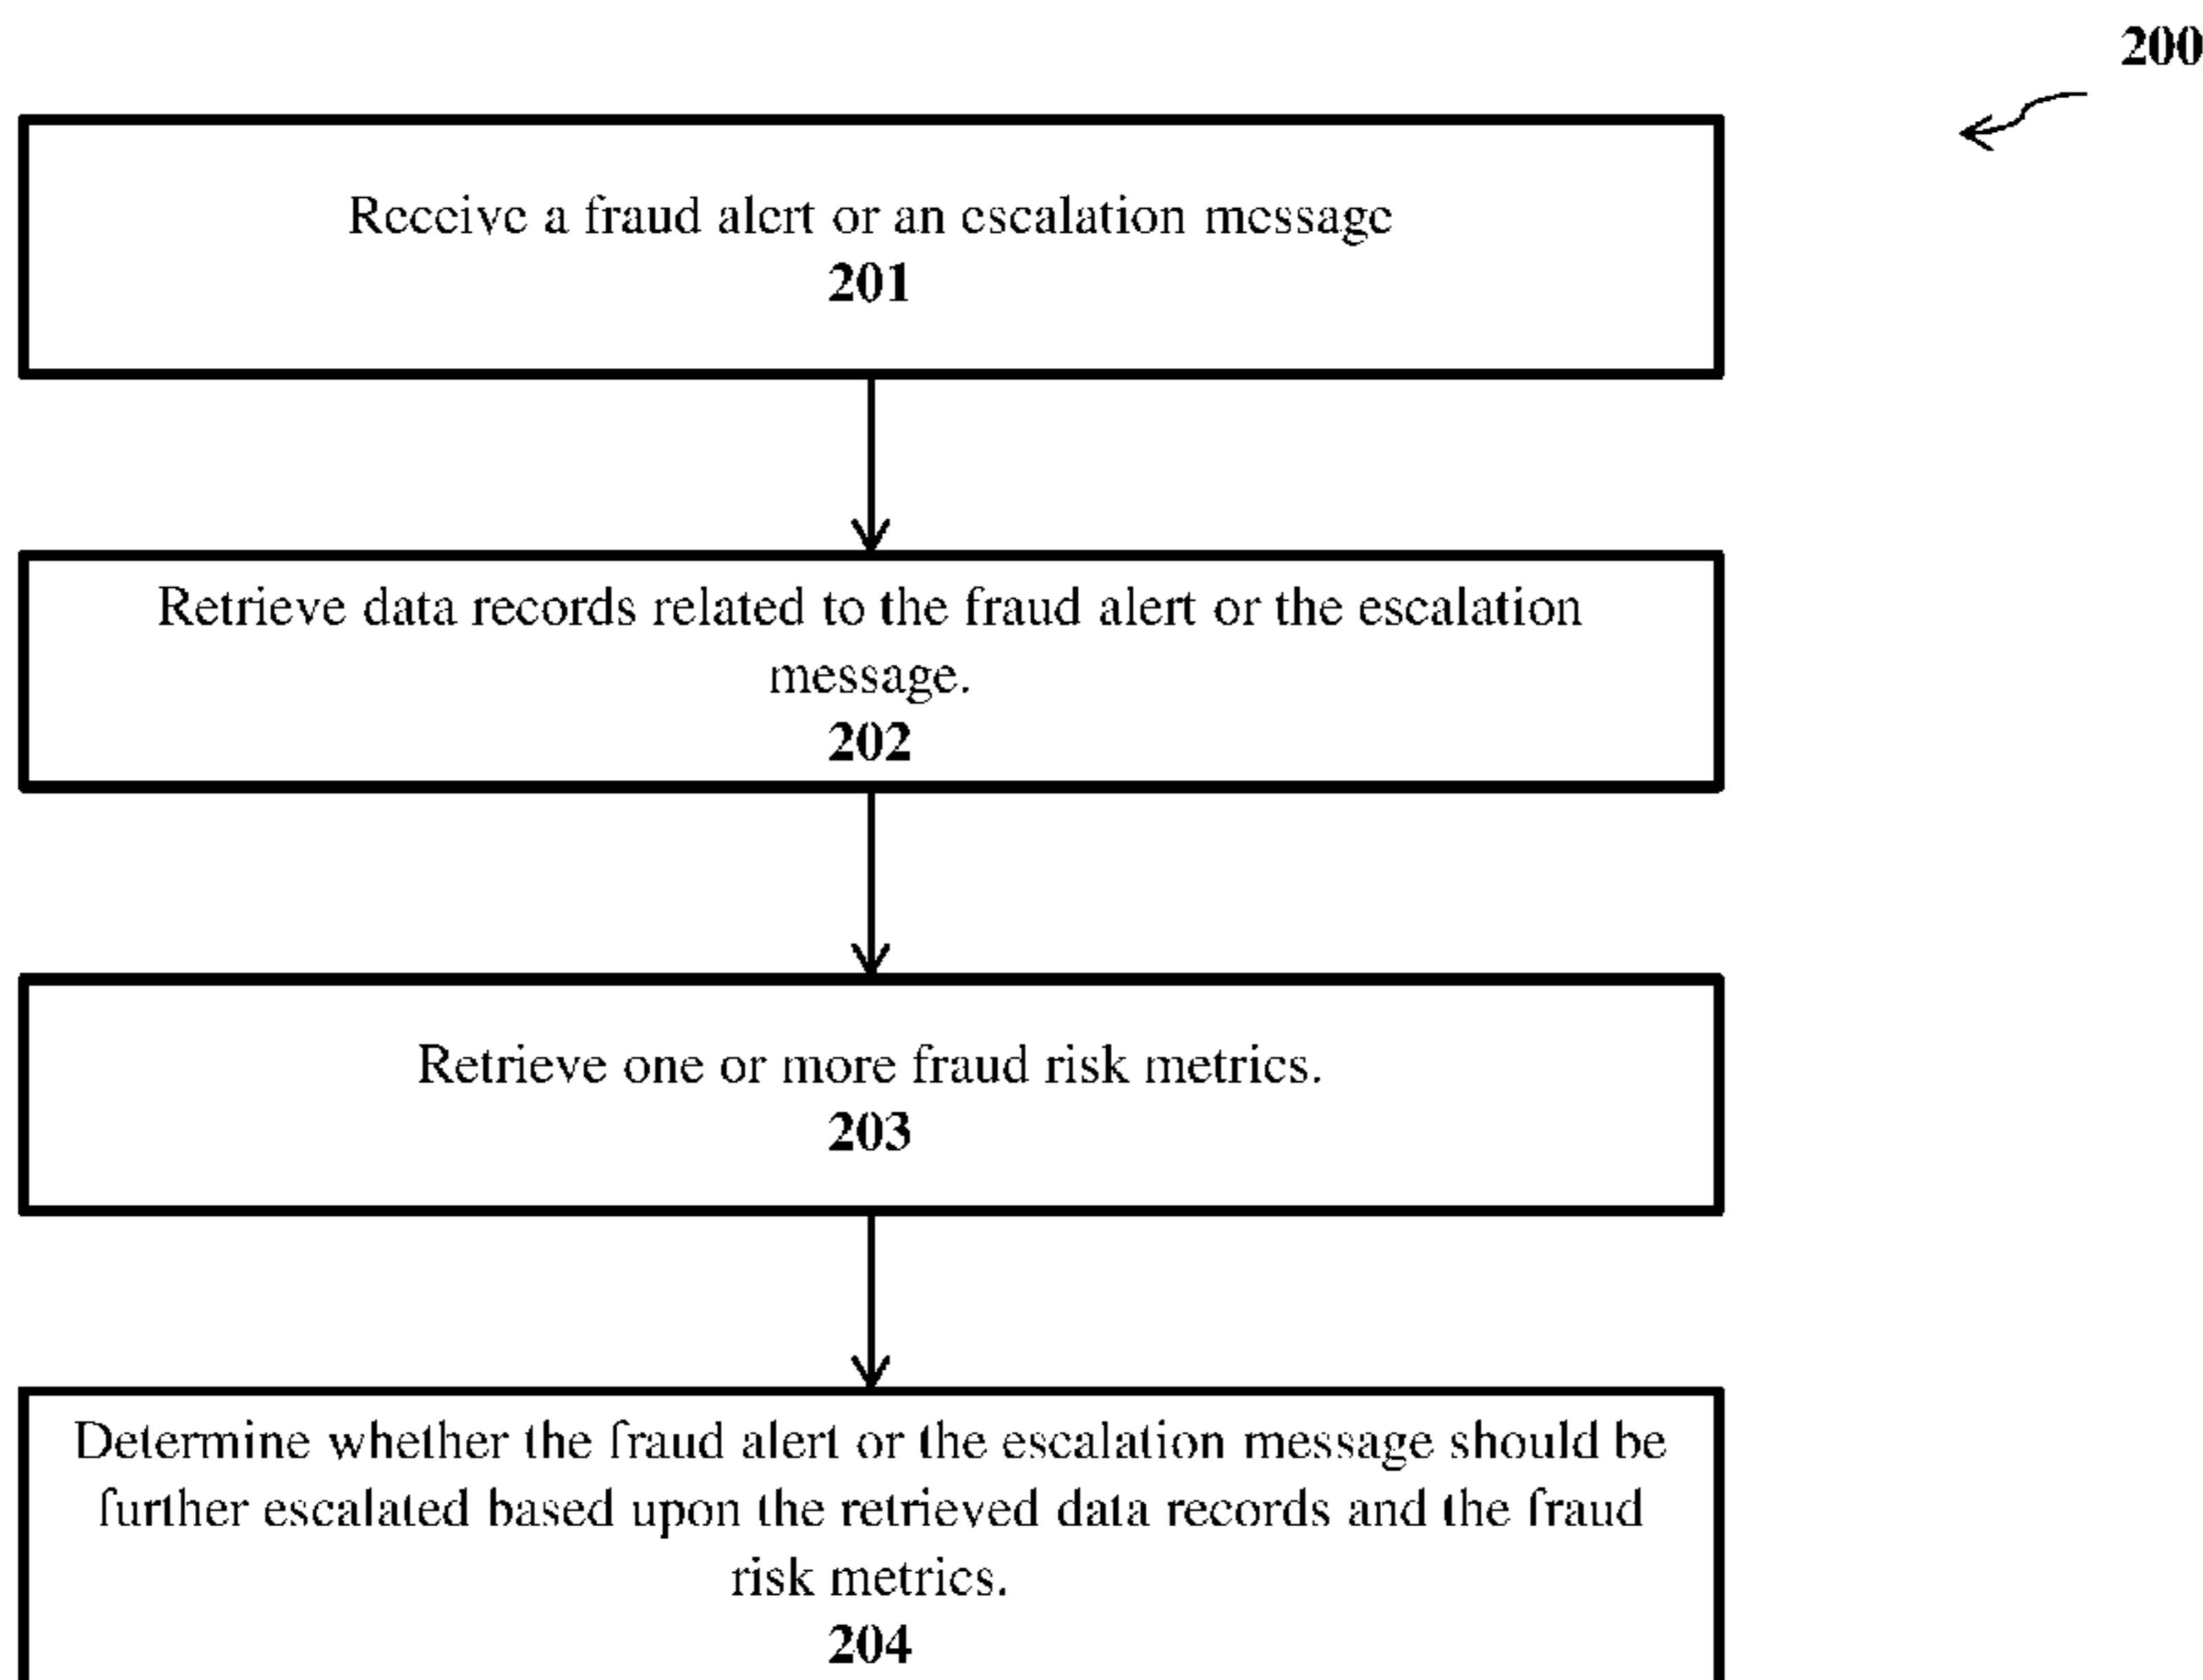 200
Receive a fraud alert or an escalation message
201
Retrieve data records related to the fraud alert or the escalation
message.
202
Retrieve one or more fraud risk metrics.
203
Determine whether the fraud alert or the escalation message should be
further escalated based upon the retrieved data records and the fraud
risk metrics.
204